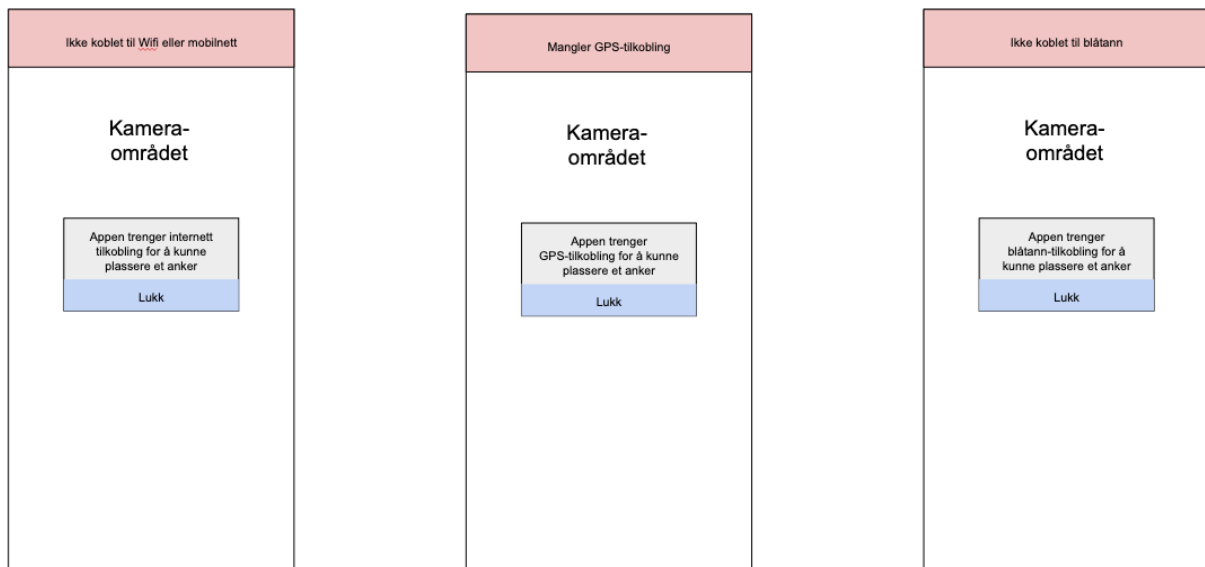 Ikke koblet til Wifi eller mobilnett
Kamera-
området
Appen trenger internett
tilkobling for å kunne
plassere et anker
Lukk
Mangler GPS-tilkobling
Kamera-
området
Appen trenger
GPS-tilkobling for å kunne
plassere et anker
Lukk
Ikke koblet til blåtann
Kamera-
området
Appen trenger
blåtann-tilkobling for å
kunne plassere et anker
Lukk